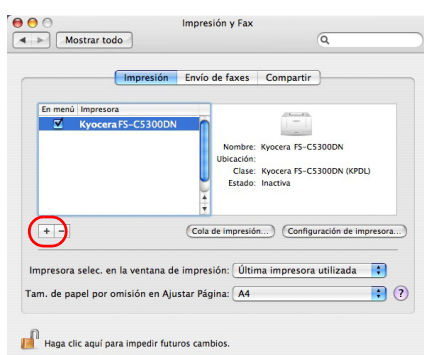 Impresión y Fax
Mostrar todo
Impresión Envío de faxes Compartir
En menú Impresora
Kyocera FS-C5300DN
Nombre: Kyocera FS-C5300DN
Ubicación:
Clase: Kyocera FS-C5300DN (KPDL)
Estado: Inactiva
+ −
Cola de impresión... Configuración de impresora...
Impresora selec. en la ventana de impresión: Última impresora utilizada
Tam. de papel por omisión en Ajustar Página: A4 ?
Haga clic aquí para impedir futuros cambios.